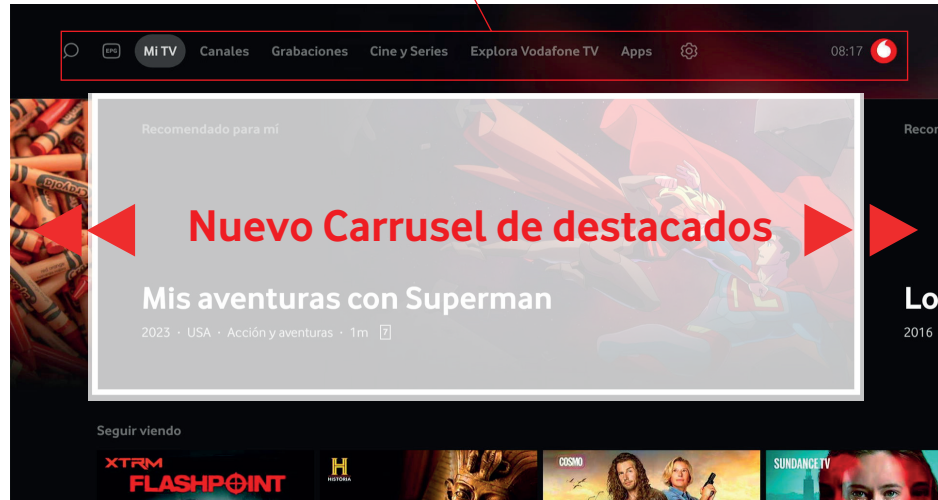 EPG
Mi TV
Canales
Grabaciones
Cine y Series
Explora Vodafone TV
Apps
08:17
Recomendado para mí
Recor
Crayola
Nuevo Carrusel de destacados
Mis aventuras con Superman
Lo
2023 · USA · Acción y aventuras · 1m 7
2016
Seguir viendo
XTRM
FLASHPOINT
H
HISTORIA
COSMO
SUNDANCE TV